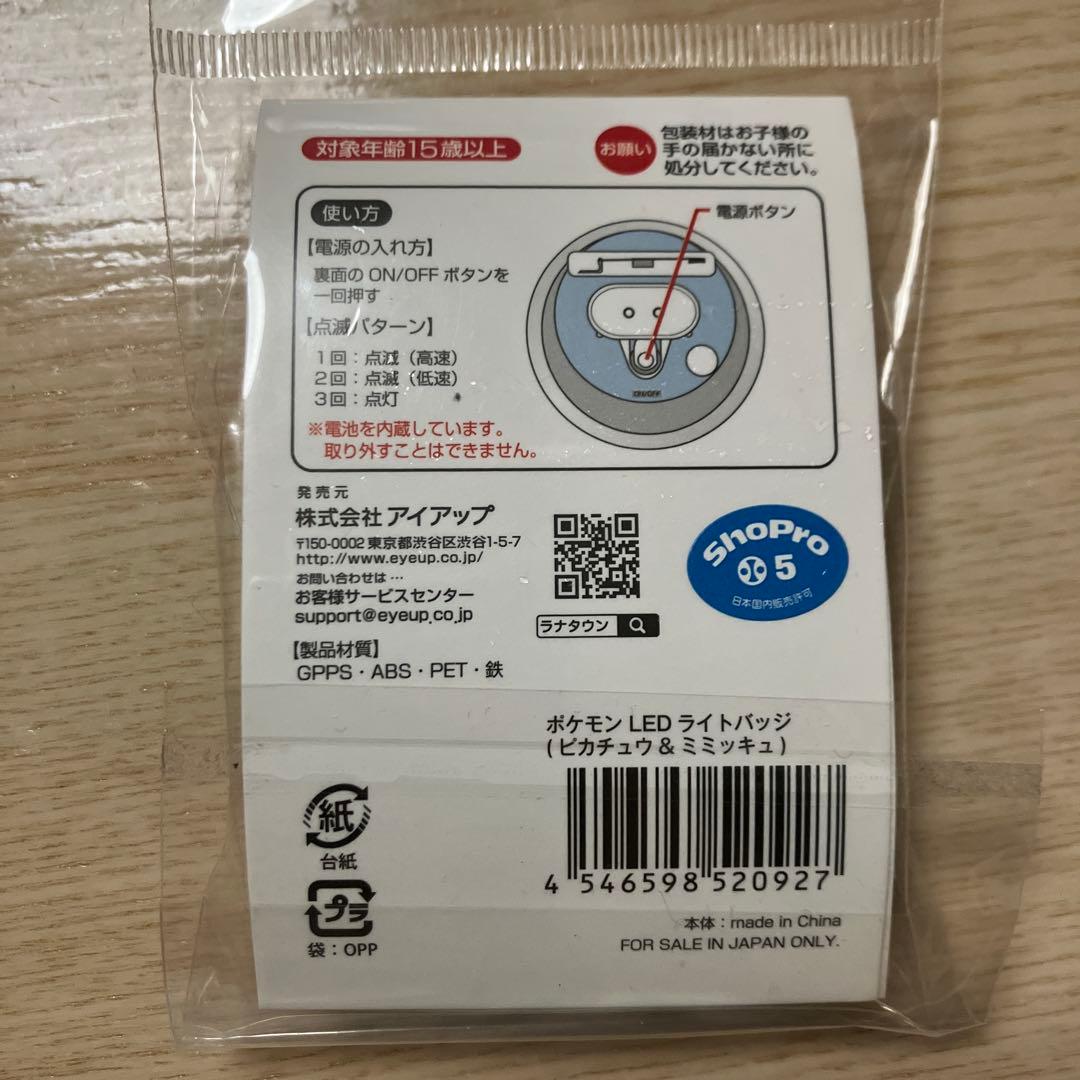 対象年齢15歳以上
お願い
包装材はお子様の
手の届かない所に
処分してください。
使い方
電源ボタン
【電源の入れ方】
裏面の ON/OFF ボタンを
一回押す
【点滅パターン】
1回：点滅（高速）
2回：点滅（低速）
3回：点灯
ON/OFF
※電池を内蔵しています。
取り外すことはできません。
発売元
株式会社 アイアップ
〒150-0002 東京都渋谷区渋谷1-5-7
http://www.eyeup.co.jp/
お問い合わせは…
お客様サービスセンター
support@eyeup.co.jp
ラナタウン
ShoPro
5
日本国内販売許可
【製品材質】
GPPS・ABS・PET・鉄
ポケモン LED ライトバッジ
(ピカチュウ & ミミッキュ)
4 546598 520927
紙
台紙
プラ
袋：OPP
本体：made in China
FOR SALE IN JAPAN ONLY.